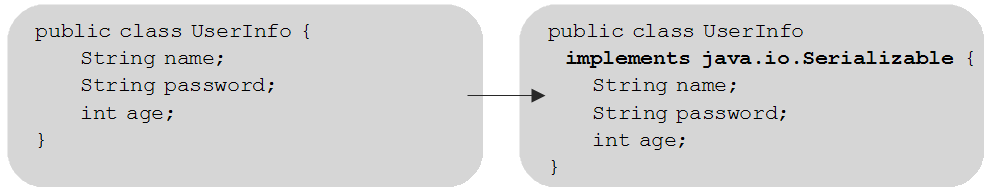 public class UserInfo {
String name;
String password;
int age;
}
public class UserInfo
implements java.io.Serializable {
String name;
String password;
int age;
}